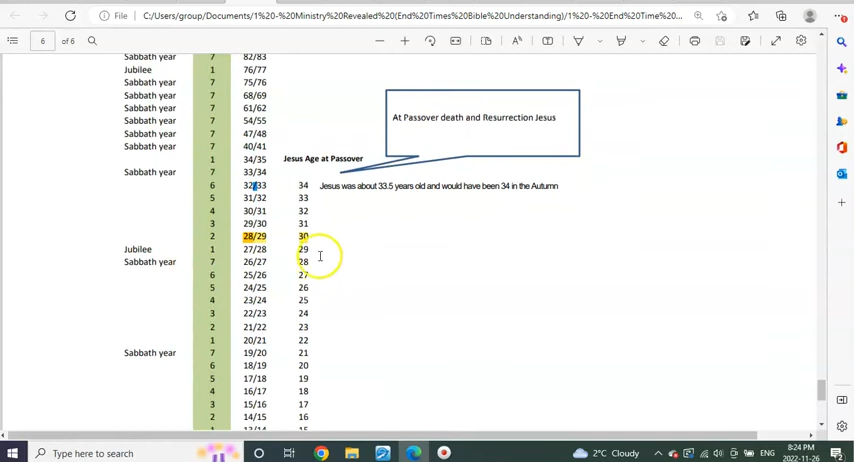 File C:/Users/group/Documents/1%20-%20Ministry%20Revealed%20(End%20Times%20Bible%20Understanding)/1%20-%20End%20Time%20...
6 of 6
Sabbath year 7 82/83
Jubilee 1 76/77
Sabbath year 7 75/76
Sabbath year 7 68/69
Sabbath year 7 61/62
Sabbath year 7 54/55
Sabbath year 7 47/48
Sabbath year 7 40/41
At Passover death and Resurrection Jesus
1 34/35 Jesus Age at Passover
Sabbath year 7 33/34
6 32/33 34 Jesus was about 33.5 years old and would have been 34 in the Autumn
5 31/32 33
4 30/31 32
3 29/30 31
2 28/29 30
Jubilee 1 27/28 29
Sabbath year 7 26/27 28
6 25/26 27
5 24/25 26
4 23/24 25
3 22/23 24
2 21/22 23
1 20/21 22
Sabbath year 7 19/20 21
6 18/19 20
5 17/18 19
4 16/17 18
3 15/16 17
2 14/15 16
1 13/14 15
Type here to search
2°C Cloudy
ENG
8:24 PM
2022-11-26